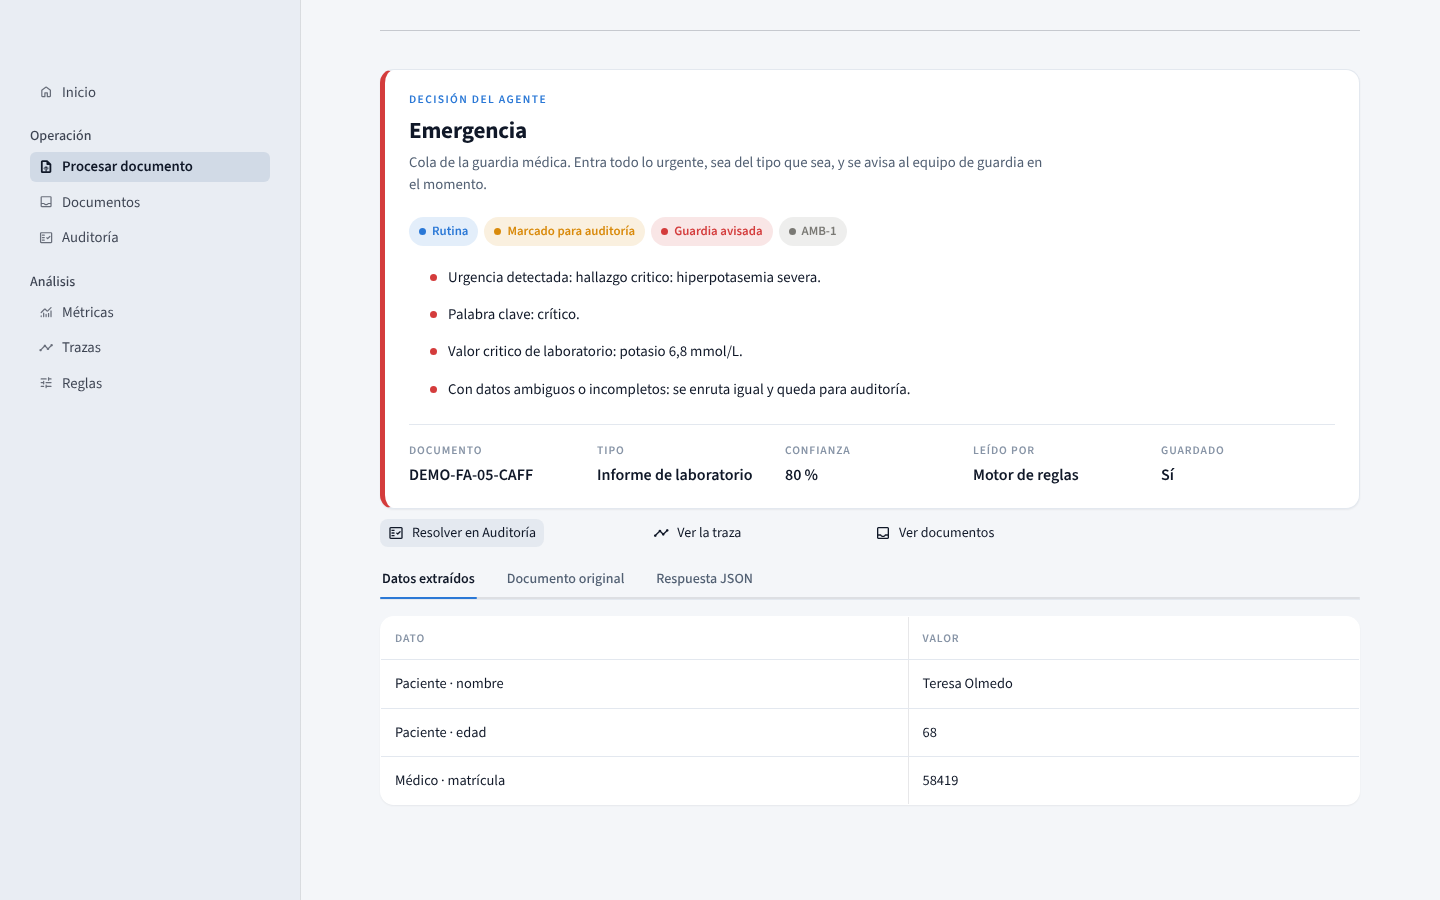 Inicio
Operación
Procesar documento
Documentos
Auditoría
Análisis
Métricas
Trazas
Reglas
DECISIÓN DEL AGENTE
Emergencia
Cola de la guardia médica. Entra todo lo urgente, sea del tipo que sea, y se avisa al equipo de guardia en
el momento.
Rutina
Marcado para auditoría
Guardia avisada
AMB-1
Urgencia detectada: hallazgo critico: hiperpotasemia severa.
Palabra clave: crítico.
Valor critico de laboratorio: potasio 6,8 mmol/L.
Con datos ambiguos o incompletos: se enruta igual y queda para auditoría.
DOCUMENTO
DEMO-FA-05-CAFF
TIPO
Informe de laboratorio
CONFIANZA
80 %
LEÍDO POR
Motor de reglas
GUARDADO
Sí
Resolver en Auditoría
Ver la traza
Ver documentos
Datos extraídos
Documento original
Respuesta JSON
DATO
VALOR
Paciente · nombre
Teresa Olmedo
Paciente · edad
68
Médico · matrícula
58419